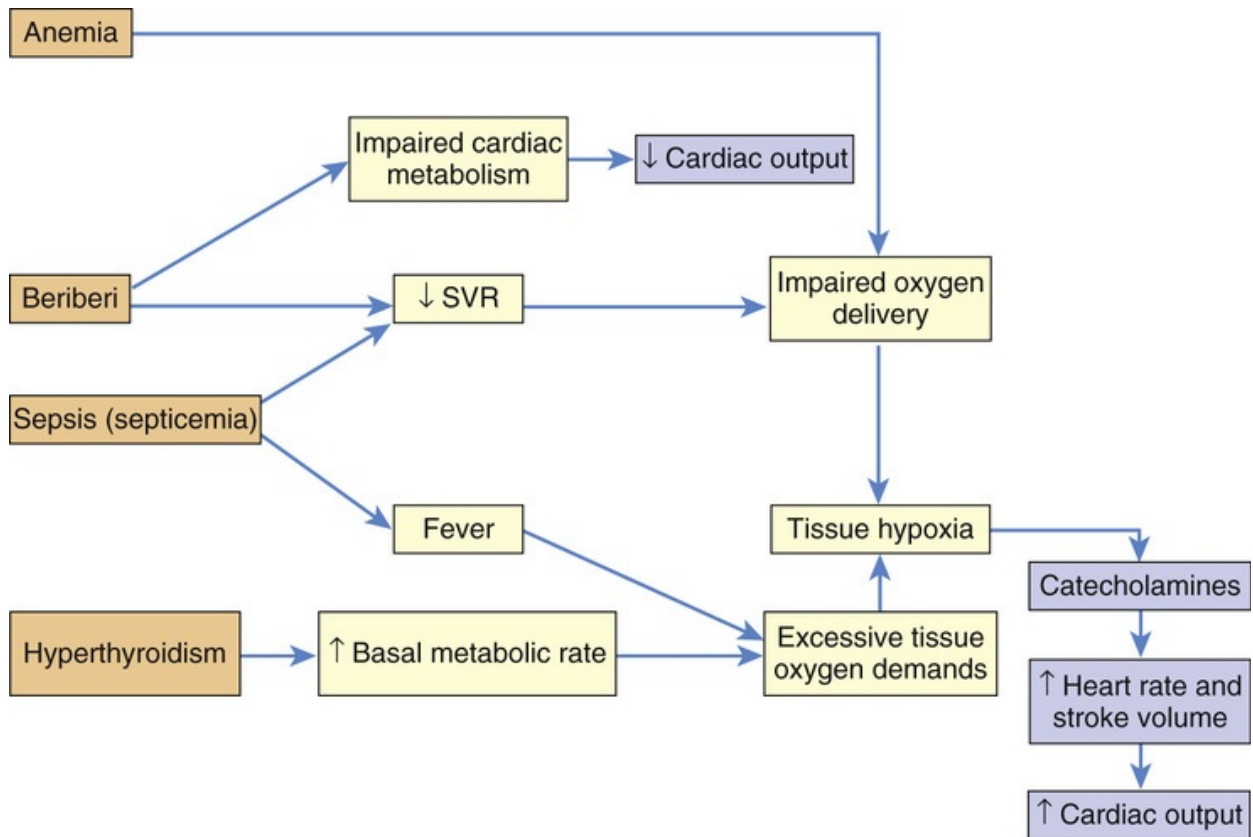 Anemia
Impaired cardiac
metabolism
↓ Cardiac output
Beriberi
↓ SVR
Impaired oxygen
delivery
Sepsis (septicemia)
Fever
Tissue hypoxia
Catecholamines
Hyperthyroidism
↑ Basal metabolic rate
Excessive tissue
oxygen demands
↑ Heart rate and
stroke volume
↑ Cardiac output